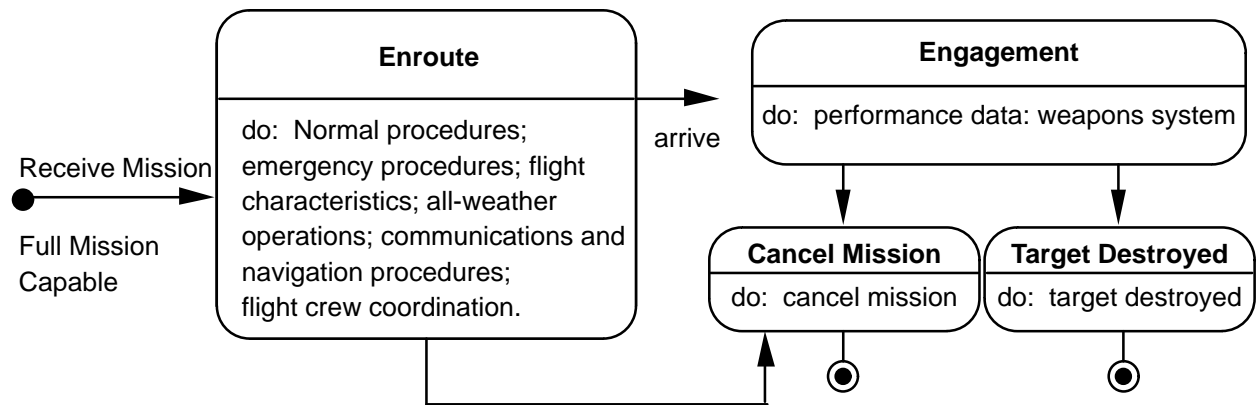 Receive Mission
Full Mission
Capable
Enroute
do: Normal procedures;
emergency procedures; flight
characteristics; all-weather
operations; communications and
navigation procedures;
flight crew coordination.
arrive
Engagement
do: performance data: weapons system
Cancel Mission
do: cancel mission
Target Destroyed
do: target destroyed